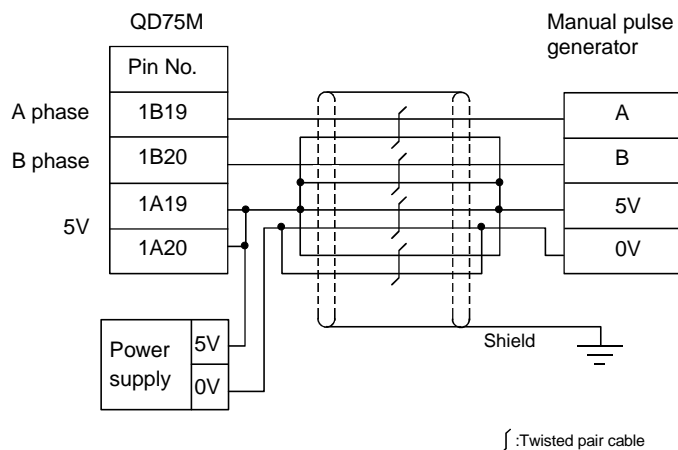 QD75M
Manual pulse
generator
Pin No.
A phase
1B19
A
B phase
1B20
B
5V
1A19
5V
1A20
0V
Power
supply
5V
0V
Shield
:Twisted pair cable